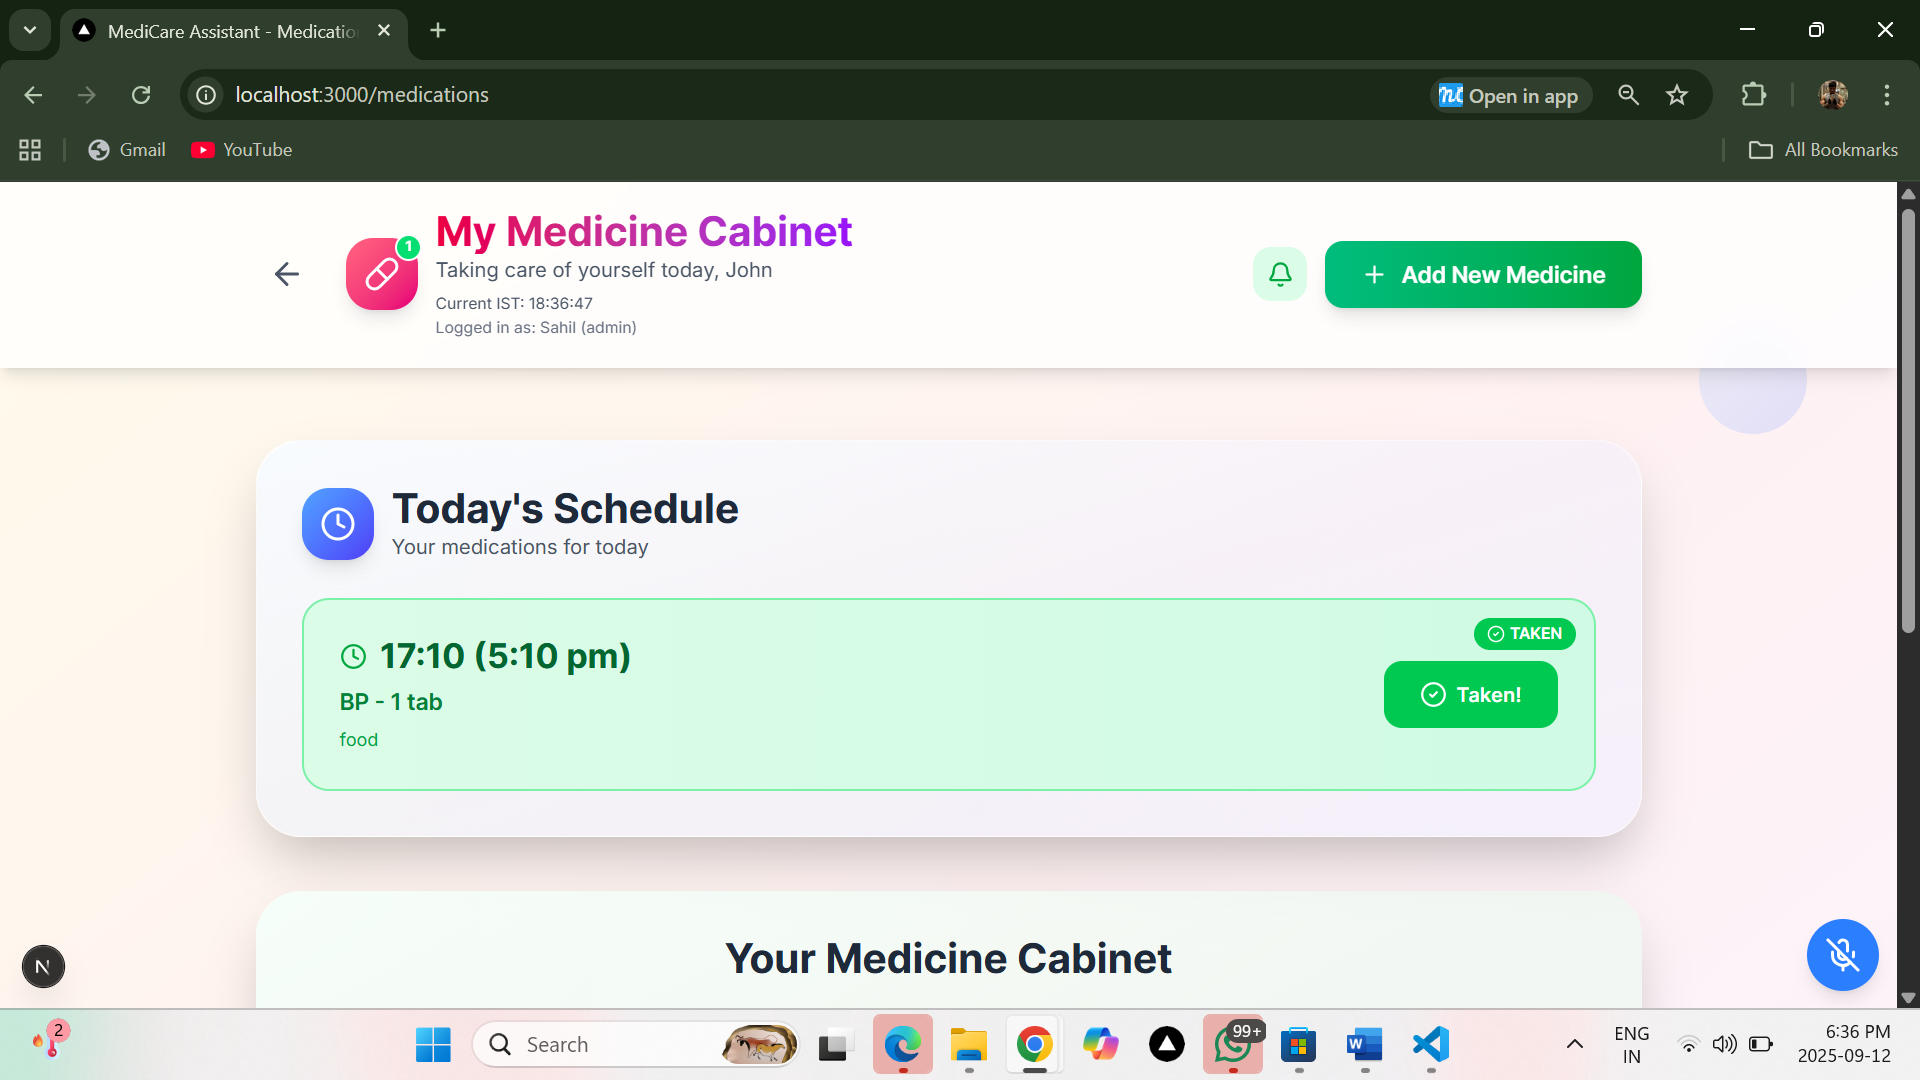 MediCare Assistant - Medicatio
localhost:3000/medications
Open in app
Gmail
YouTube
All Bookmarks
1
My Medicine Cabinet
Taking care of yourself today, John
Current IST: 18:36:47
Logged in as: Sahil (admin)
Add New Medicine
Today's Schedule
Your medications for today
TAKEN
17:10 (5:10 pm)
BP - 1 tab
food
Taken!
Your Medicine Cabinet
N
2
Search
99+
W
ENG
IN
6:36 PM
2025-09-12